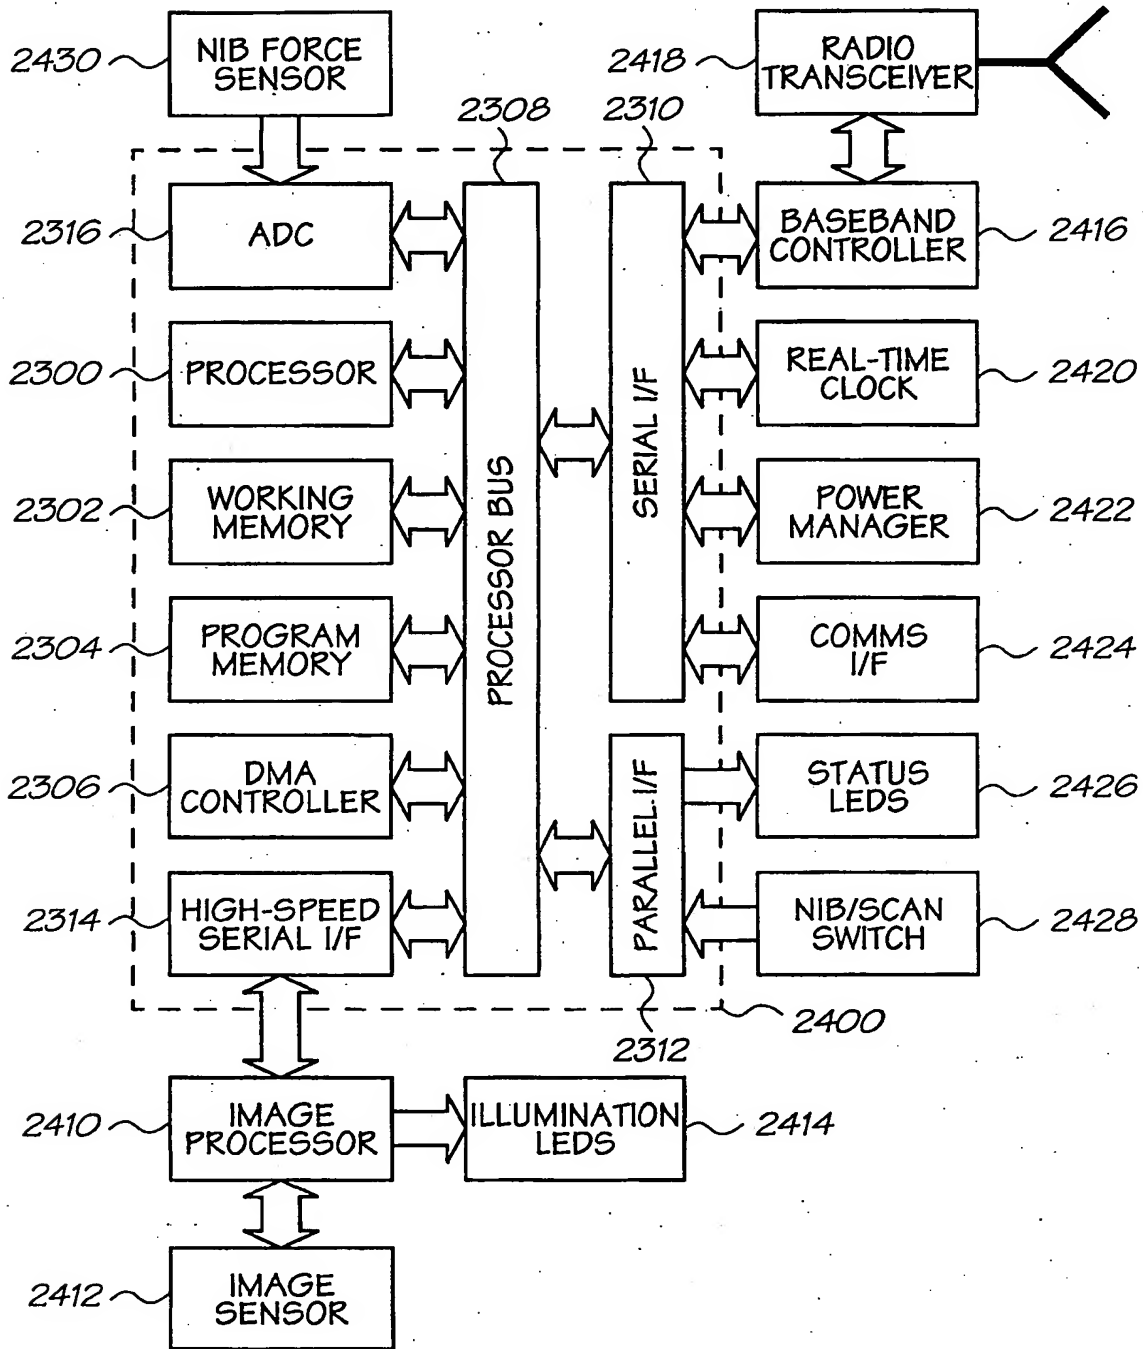 2430
NIB FORCE
SENSOR
2418
RADIO
TRANSCEIVER
2308
2310
2316
ADC
BASEBAND
CONTROLLER
2416
2300
PROCESSOR
REAL-TIME
CLOCK
2420
2302
WORKING
MEMORY
PROCESSOR BUS
SERIAL I/F
POWER
MANAGER
2422
2304
PROGRAM
MEMORY
COMMS
I/F
2424
2306
DMA
CONTROLLER
PARALLEL I/F
STATUS
LEDS
2426
2314
HIGH-SPEED
SERIAL I/F
NIB/SCAN
SWITCH
2428
2312
2400
2410
IMAGE
PROCESSOR
ILLUMINATION
LEDS
2414
2412
IMAGE
SENSOR